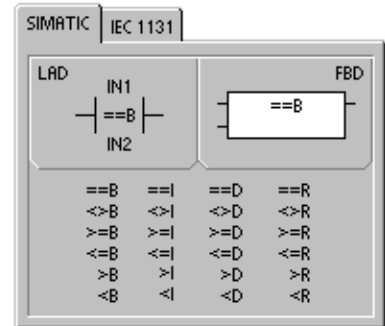 SIMATIC IEC 1131
LAD
FBD
IN1
==B
IN2
==B
==B ==I ==D ==R
<>B <>I <>D <>R
>=B >=I >=D >=R
<=B <=I <=D <=R
>B >I >D >R
<B <I <D <R